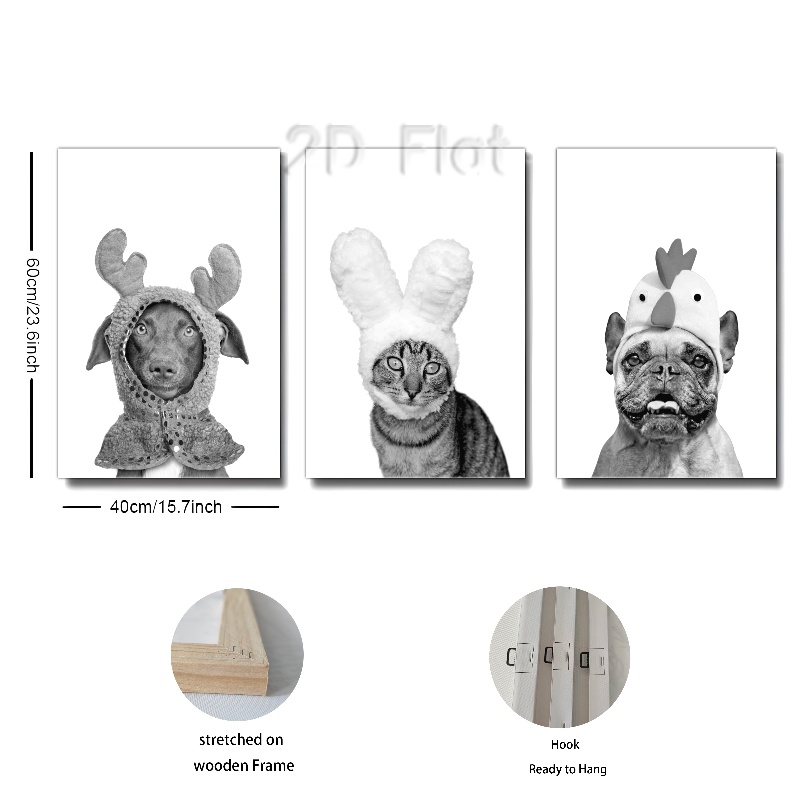 2D Flat
60cm/23.6inch
40cm/15.7inch
stretched on
wooden Frame
Hook
Ready to Hang